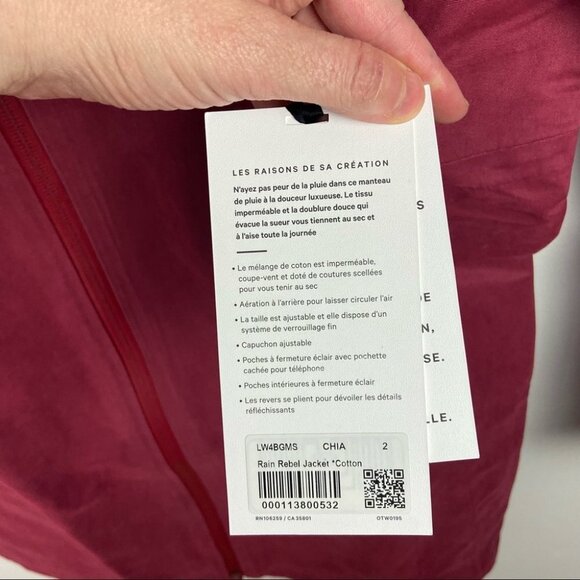 LES RAISONS DE SA CRÉATION
N'ayez pas peur de la pluie dans ce manteau
de pluie à la douceur luxueuse. Le tissu
imperméable et la doublure douce qui
évacue la sueur vous tiennent au sec et
à l'aise toute la journée
• Le mélange de coton est imperméable,
coupe-vent et doté de coutures scellées
pour vous tenir au sec
• Aération à l'arrière pour laisser circuler l'air
• La taille est ajustable et elle dispose d'un
système de verrouillage fin
• Capuchon ajustable
• Poches à fermeture éclair avec pochette
cachée pour téléphone
• Poches intérieures à fermeture éclair
• Les revers se plient pour dévoiler les détails
réfléchissants
LW4BGMS CHIA 2
Rain Rebel Jacket *Cotton
000113800532
RN106259 / CA35801 OTW0195
S
DE
N,
SE.
LLE.